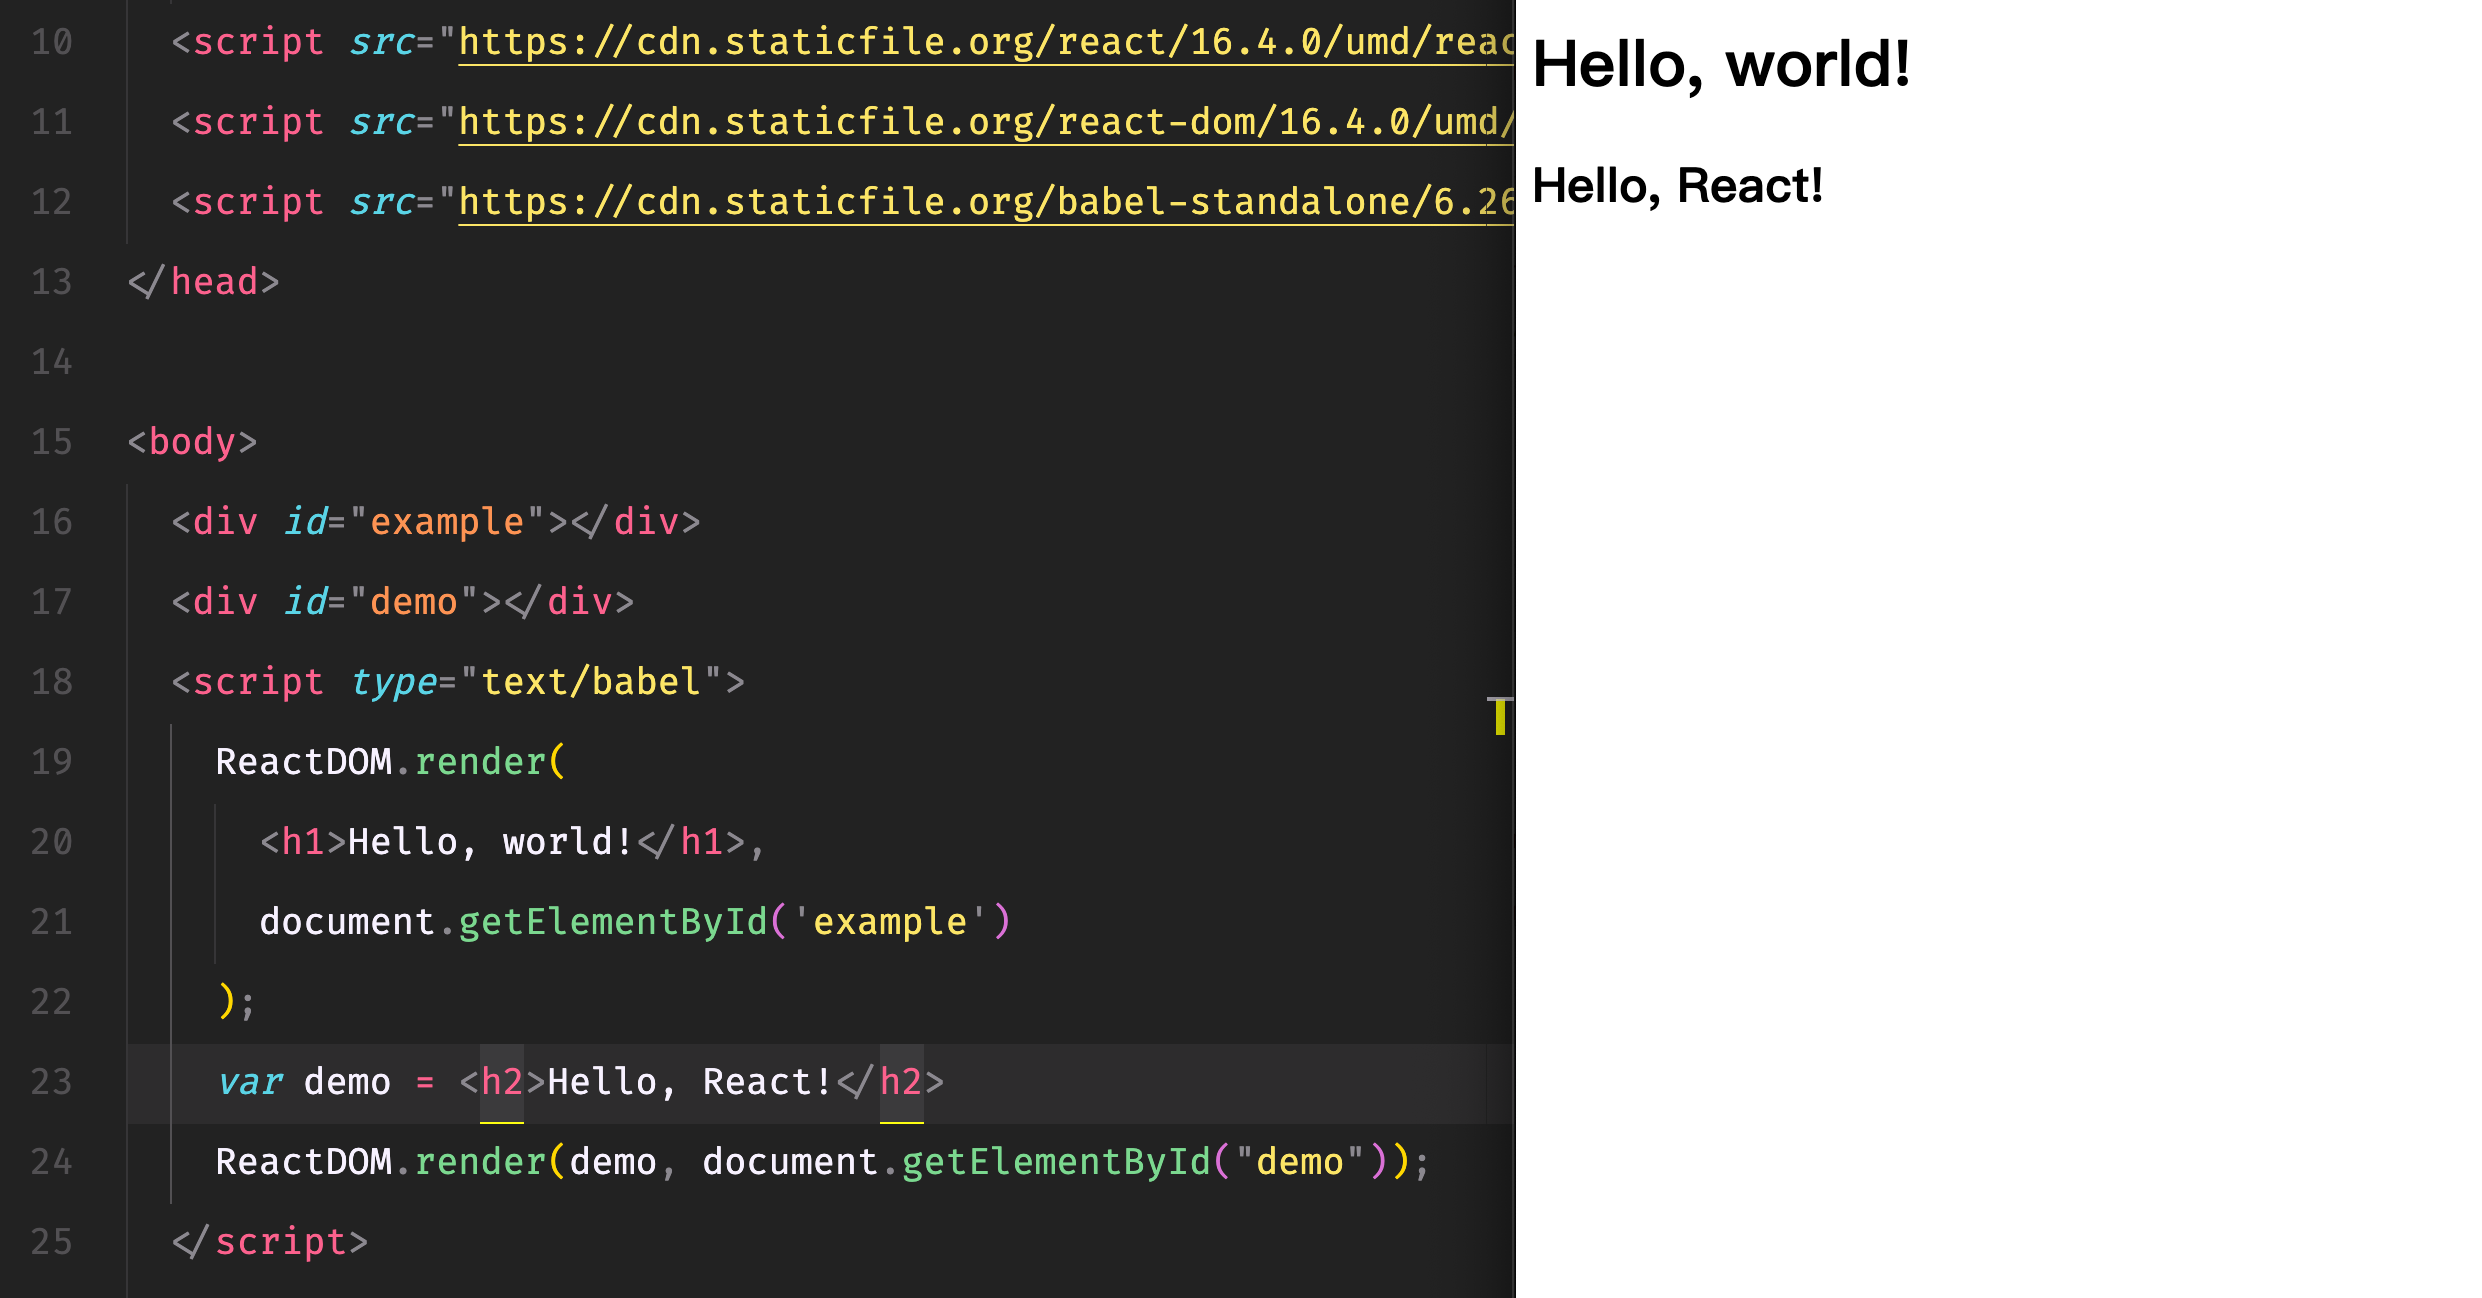 10 <script src="https://cdn.staticfile.org/react/16.4.0/umd/reac
11 <script src="https://cdn.staticfile.org/react-dom/16.4.0/umd/
12 <script src="https://cdn.staticfile.org/babel-standalone/6.26
13 </head>
14
15 <body>
16 <div id="example"></div>
17 <div id="demo"></div>
18 <script type="text/babel">
19 ReactDOM.render(
20 <h1>Hello, world!</h1>,
21 document.getElementById('example')
22 );
23 var demo = <h2>Hello, React!</h2>
24 ReactDOM.render(demo, document.getElementById("demo"));
25 </script>
Hello, world!
Hello, React!